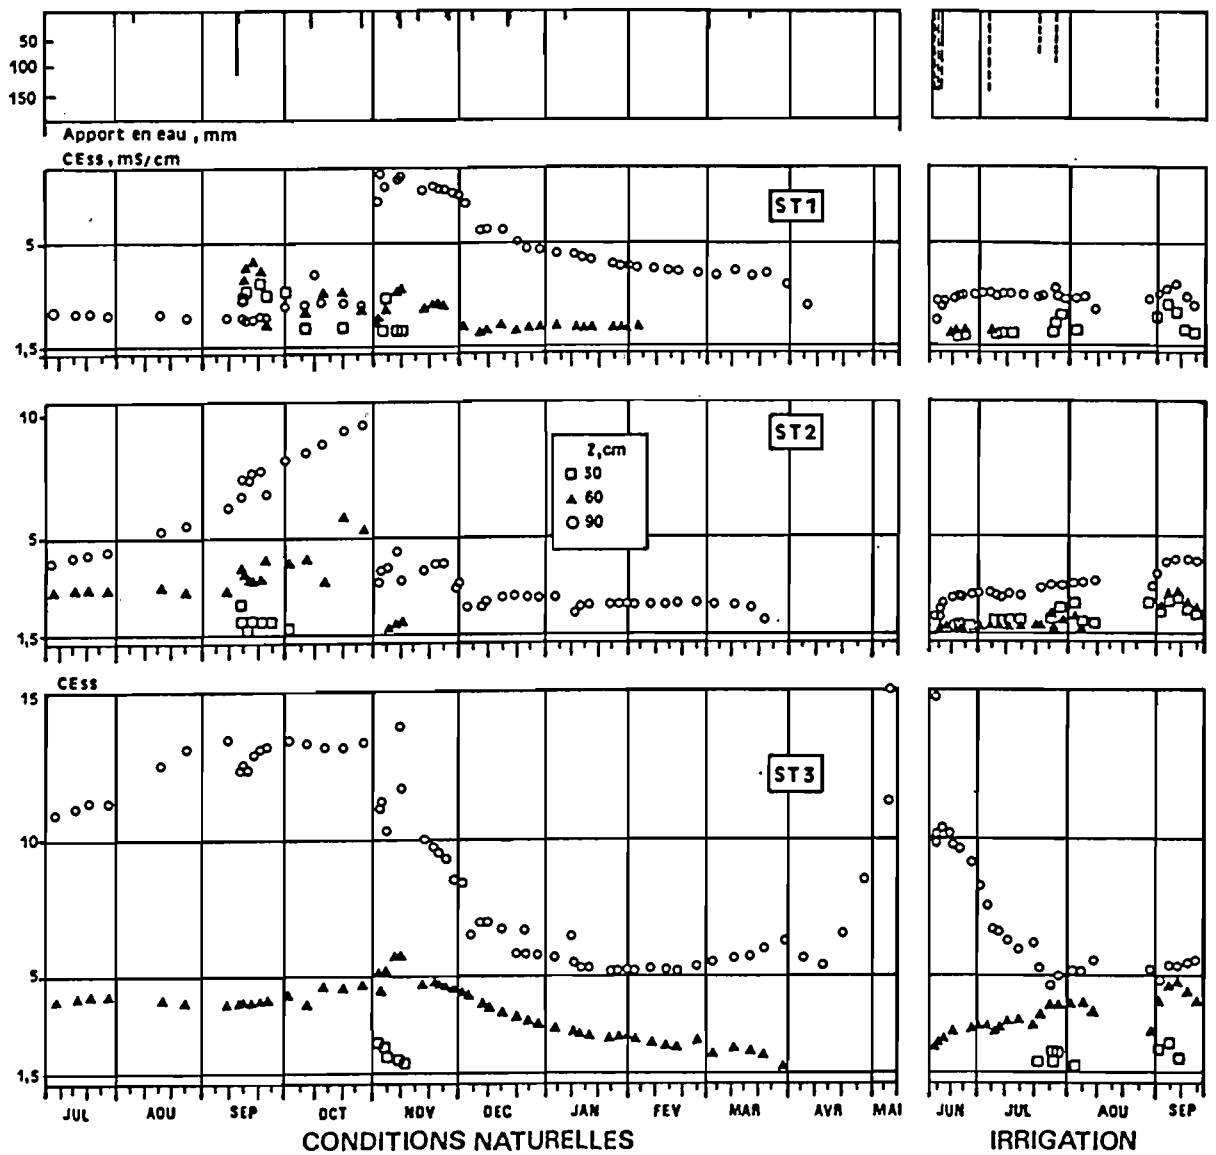 50
100
150
Apport en eau, mm
CEss, mS/cm
ST1
5
1,5
10
ST2
Z,cm
30
60
90
5
1,5
CEss
15
ST3
10
5
1,5
JUL AOU SEP OCT NOV DEC JAN FEV MAR AVR MAI JUN JUL AOU SEP
CONDITIONS NATURELLES IRRIGATION